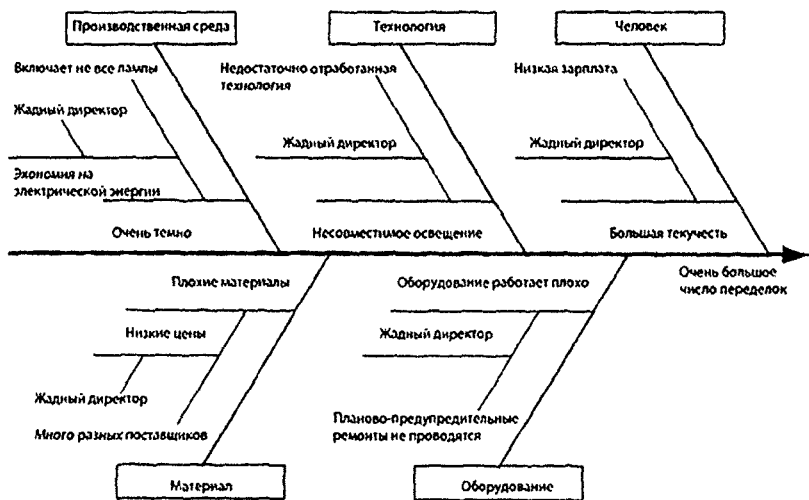 Производственная среда
Технология
Человек
Включает не все лампы
Недостаточно отработанная
технология
Низкая зарплата
Жадный директор
Жадный директор
Жадный директор
Экономия на
электрической энергии
Очень темно
Несовместимое освещение
Большая текучесть
Плохие материалы
Оборудование работает плохо
Очень большое
число переделок
Низкие цены
Жадный директор
Жадный директор
Много разных поставщиков
Планово-предупредительные
ремонты не проводятся
Материал
Оборудование